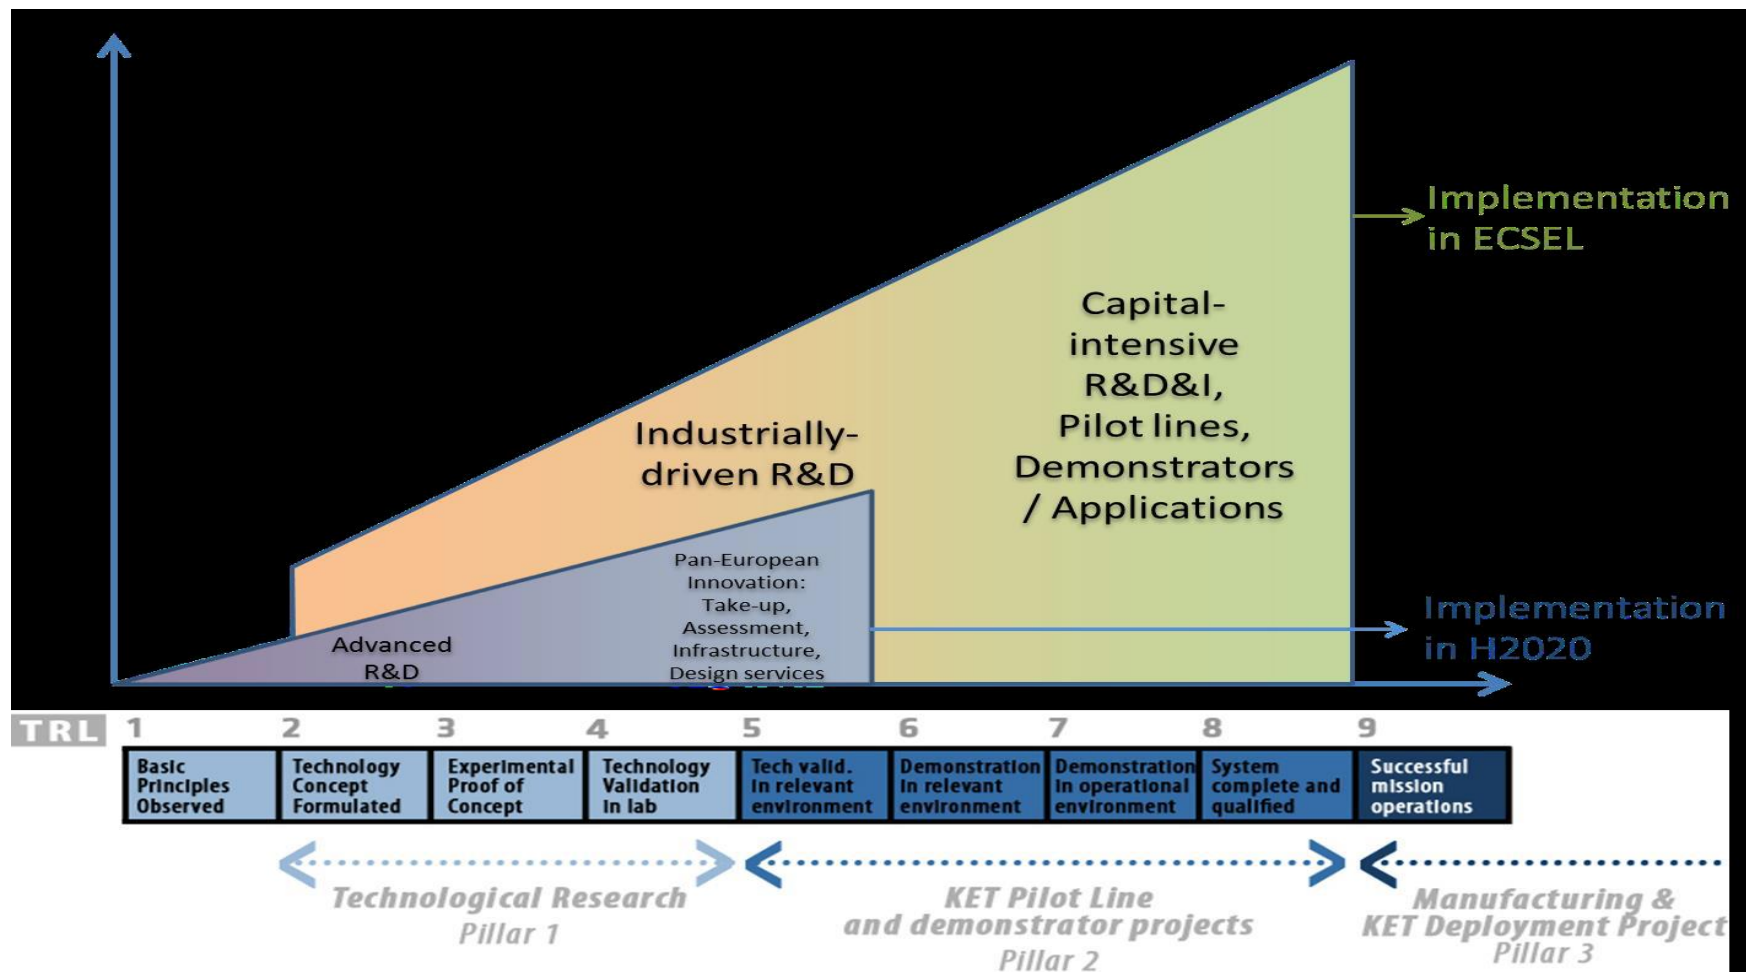 Implementation
in ECSEL
Capital-
intensive
R&D&I,
Pilot lines,
Demonstrators
/ Applications
Industrially-
driven R&D
Pan-European
Innovation:
Take-up,
Assessment,
Infrastructure,
Design services
Advanced
R&D
Implementation
in H2020
TRL 1 2 3 4 5 6 7 8 9
Basic
Principles
Observed
Technology
Concept
Formulated
Experimental
Proof of
Concept
Technology
Validation
in lab
Tech valid.
in relevant
environment
Demonstration
in relevant
environment
Demonstration
in operational
environment
System
complete and
qualified
Successful
mission
operations
Technological Research
Pillar 1
KET Pilot Line
and demonstrator projects
Pillar 2
Manufacturing &
KET Deployment Project
Pillar 3